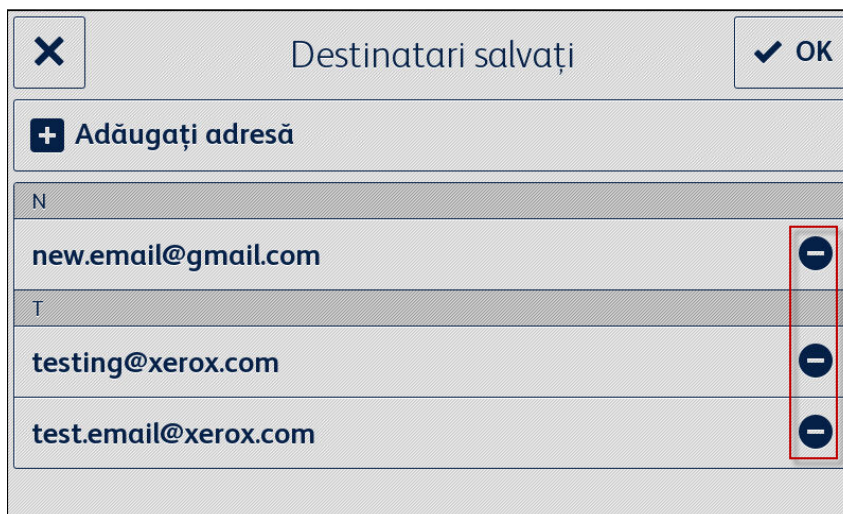 Destinatari salvați
OK
Adăugați adresă
N
new.email@gmail.com
T
testing@xerox.com
test.email@xerox.com